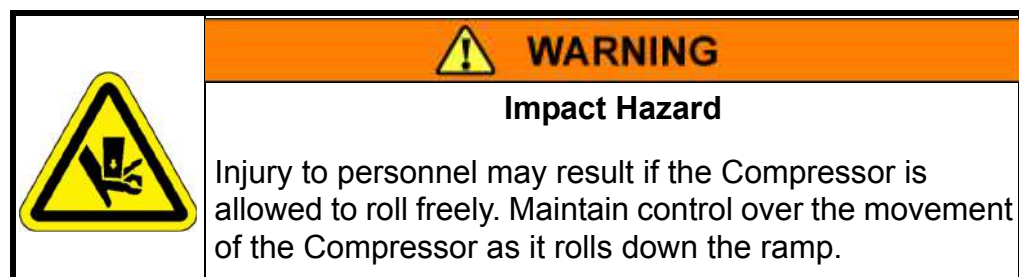 WARNING
Impact Hazard
Injury to personnel may result if the Compressor is
allowed to roll freely. Maintain control over the movement
of the Compressor as it rolls down the ramp.